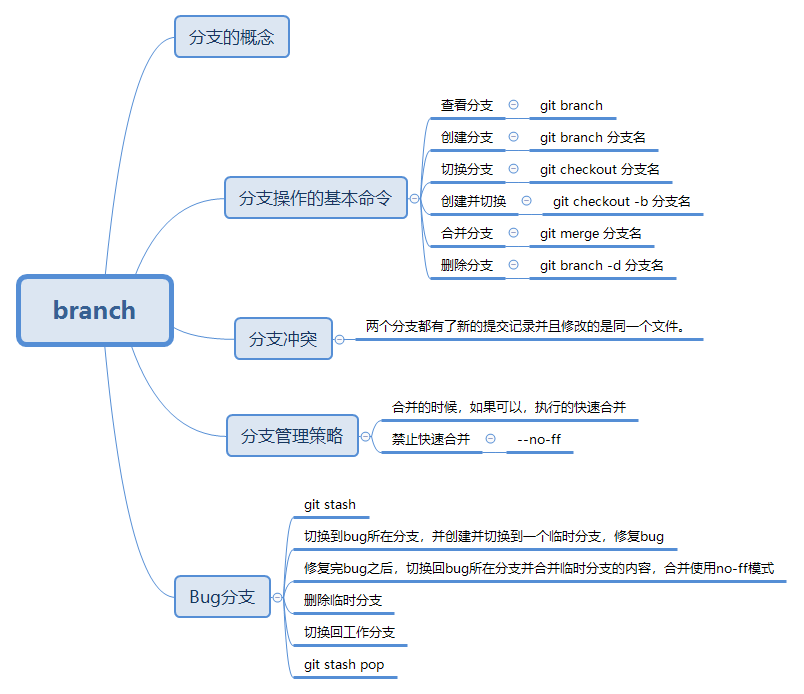 branch
分支的概念
分支操作的基本命令
查看分支 git branch
创建分支 git branch 分支名
切换分支 git checkout 分支名
创建并切换 git checkout -b 分支名
合并分支 git merge 分支名
删除分支 git branch -d 分支名
分支冲突
两个分支都有了新的提交记录并且修改的是同一个文件。
分支管理策略
合并的时候，如果可以，执行的快速合并
禁止快速合并 --no-ff
Bug分支
git stash
切换到bug所在分支，并创建并切换到一个临时分支，修复bug
修复完bug之后，切换回bug所在分支并合并临时分支的内容，合并使用no-ff模式
删除临时分支
切换回工作分支
git stash pop